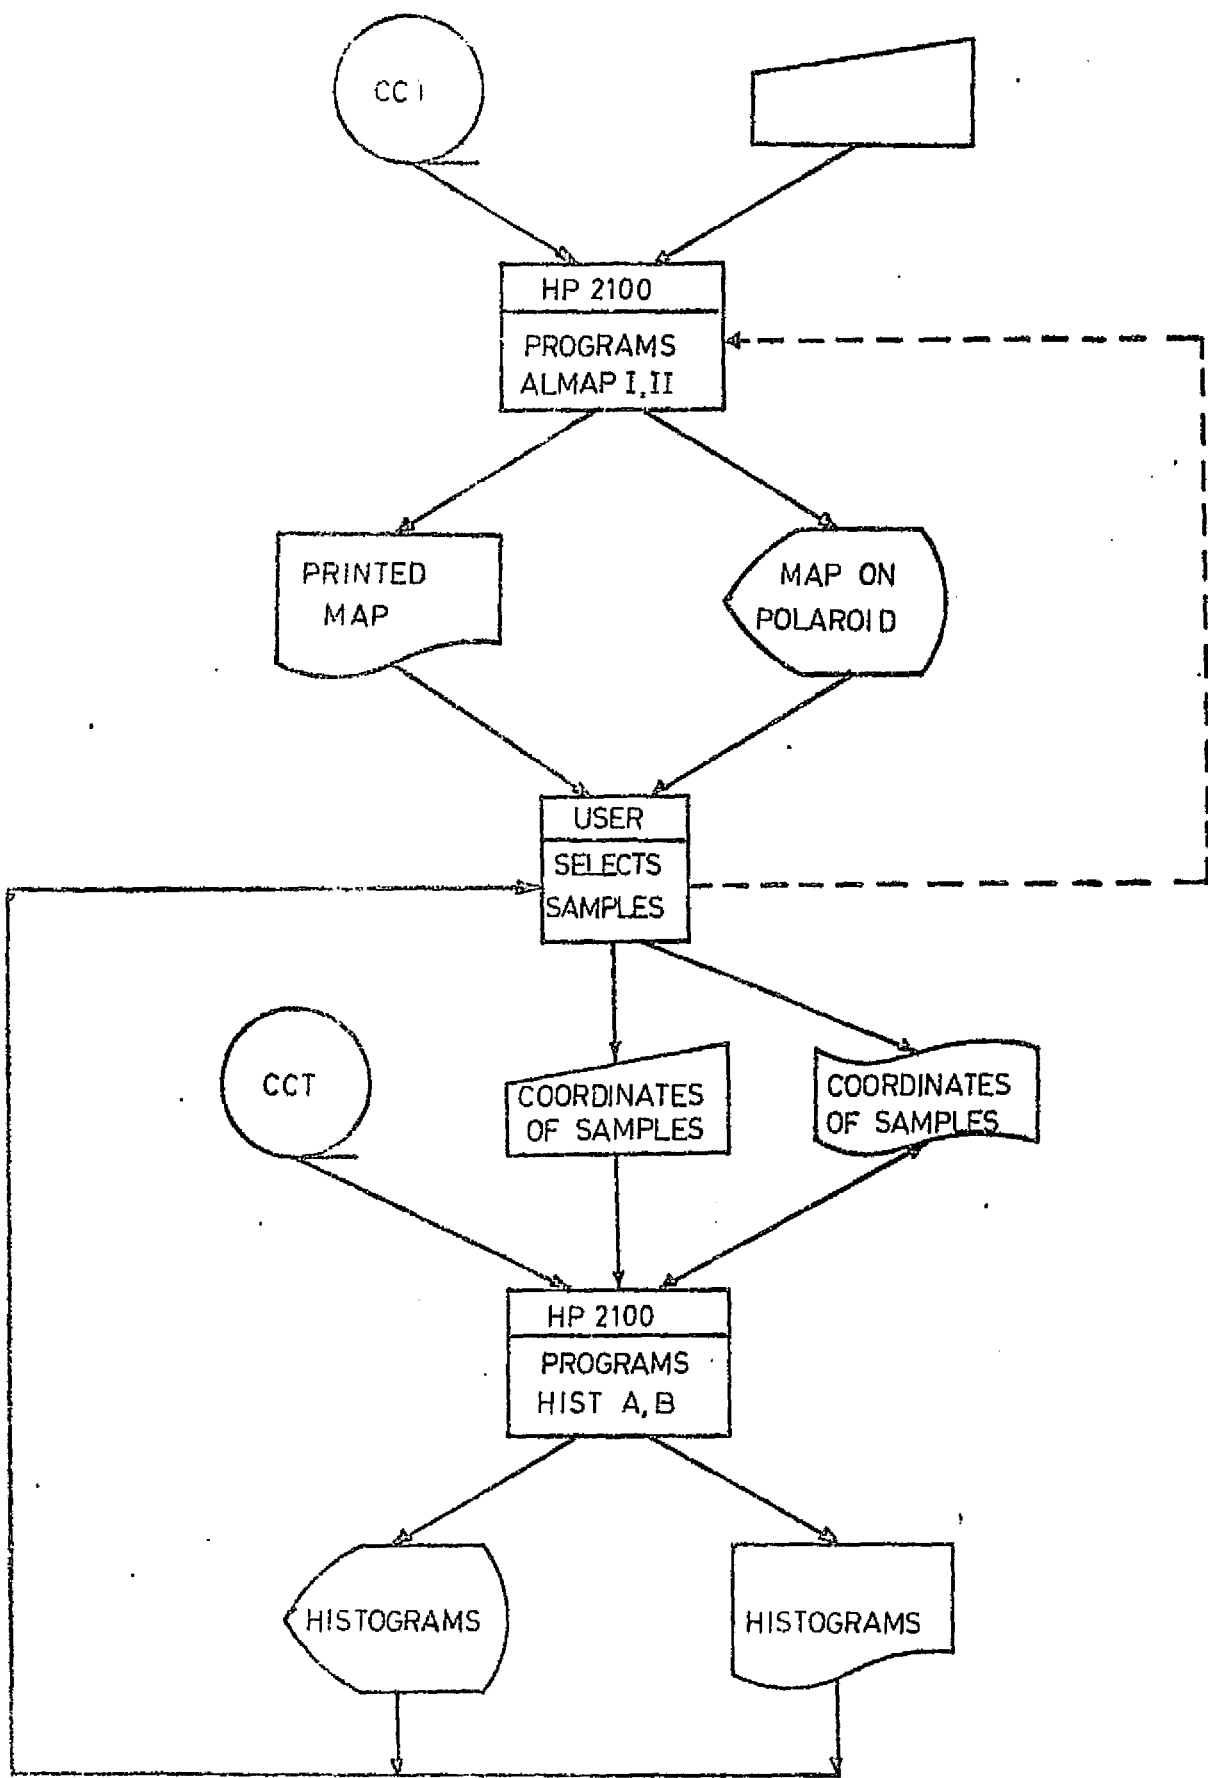 CCT
HP 2100
PROGRAMS
ALMAP I,II
PRINTED
MAP
MAP ON
POLAROID
USER
SELECTS
SAMPLES
CCT
COORDINATES
OF SAMPLES
COORDINATES
OF SAMPLES
HP 2100
PROGRAMS
HIST A,B
HISTOGRAMS
HISTOGRAMS